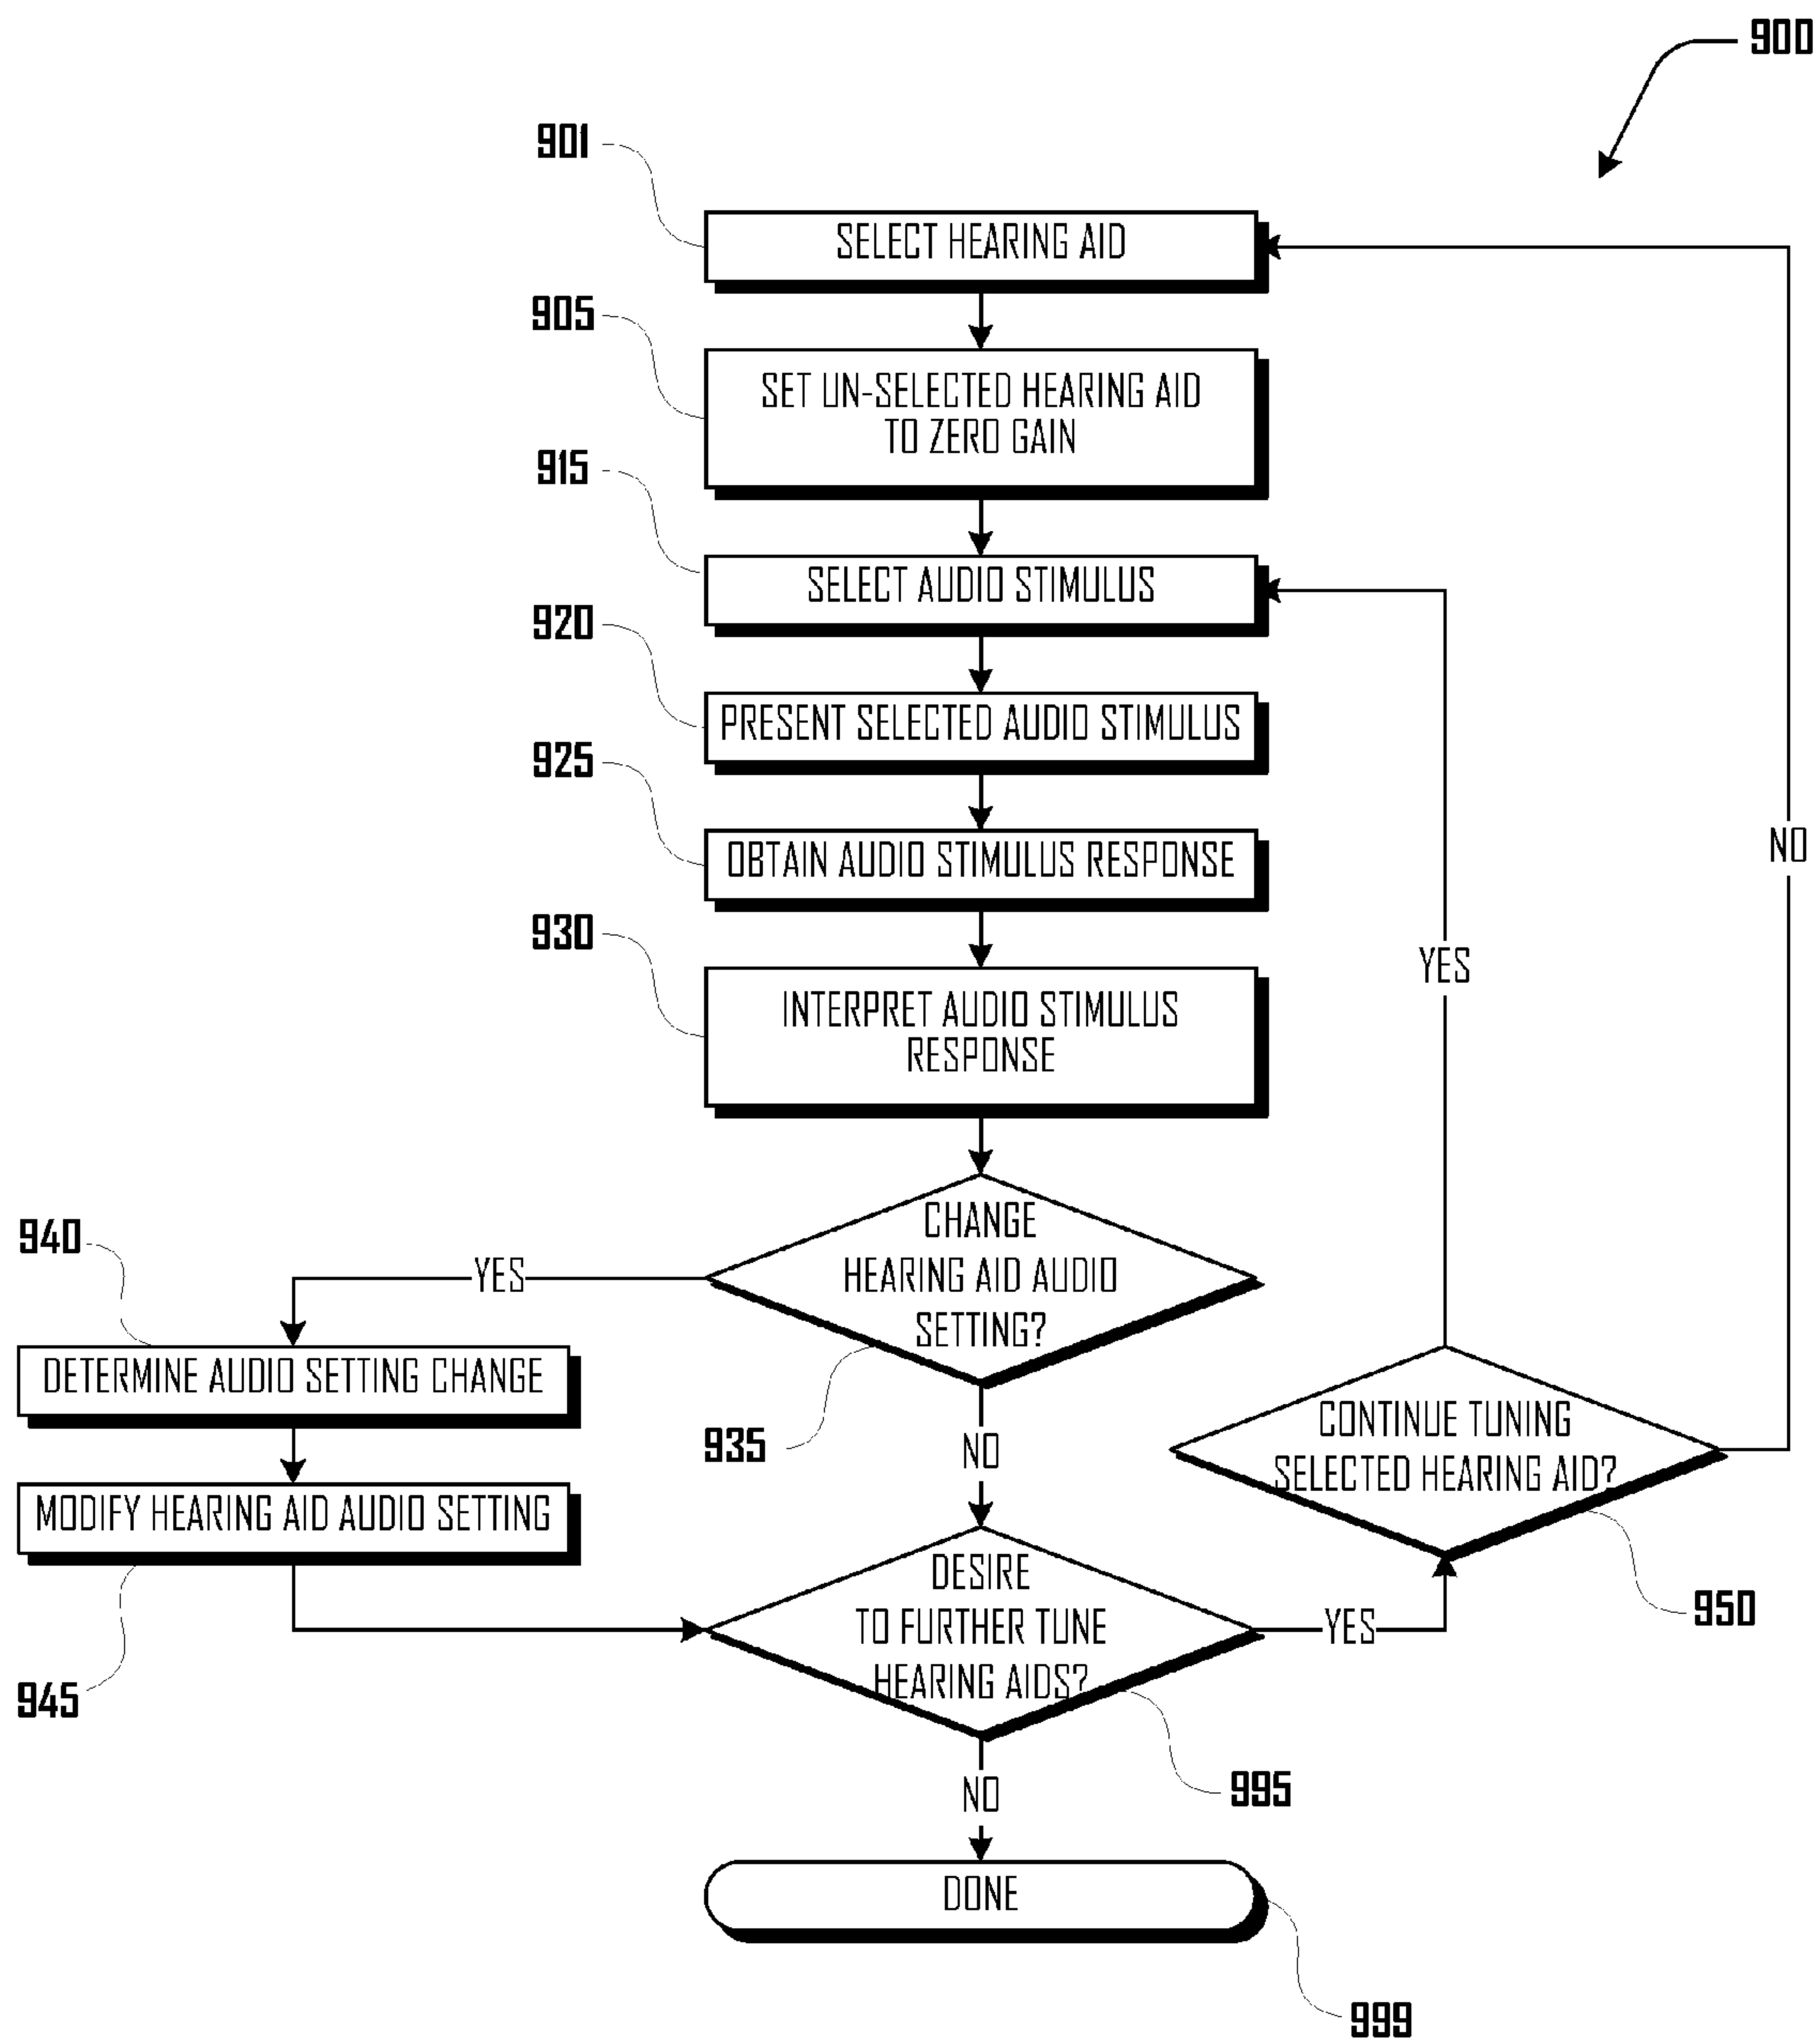 900
901
SELECT HEARING AID
905
SET UN-SELECTED HEARING AID
TO ZERO GAIN
915
SELECT AUDIO STIMULUS
920
PRESENT SELECTED AUDIO STIMULUS
925
OBTAIN AUDIO STIMULUS RESPONSE
NO
930
YES
INTERPRET AUDIO STIMULUS
RESPONSE
CHANGE
HEARING AID AUDIO
SETTING?
935
YES
940
DETERMINE AUDIO SETTING CHANGE
MODIFY HEARING AID AUDIO SETTING
945
NO
CONTINUE TUNING
SELECTED HEARING AID?
950
DESIRE
TO FURTHER TUNE
HEARING AIDS?
YES
995
NO
DONE
999